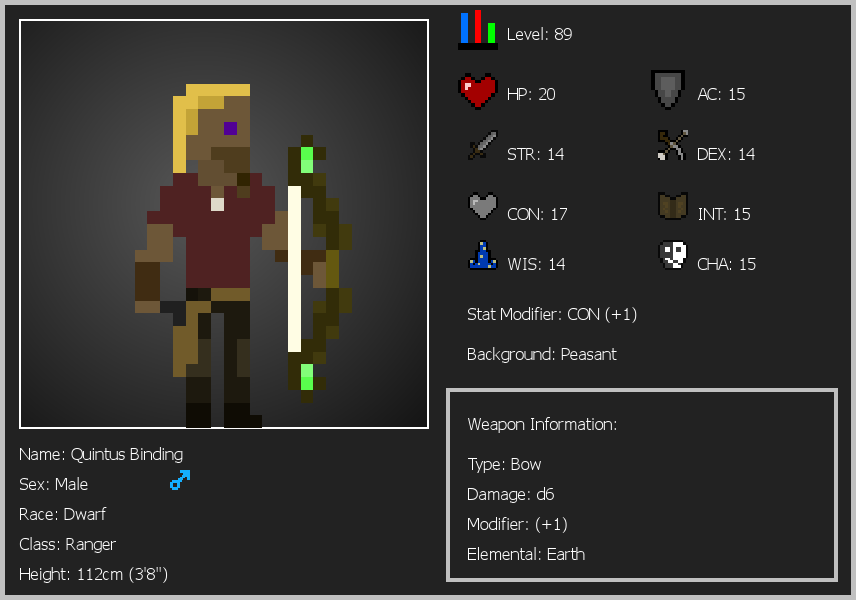 Level: 89
HP: 20
AC: 15
STR: 14
DEX: 14
CON: 17
INT: 15
WIS: 14
CHA: 15
Stat Modifier: CON (+1)
Background: Peasant
Weapon Information:
Type: Bow
Damage: d6
Modifier: (+1)
Elemental: Earth
Name: Quintus Binding
Sex: Male
Race: Dwarf
Class: Ranger
Height: 112cm (3'8")